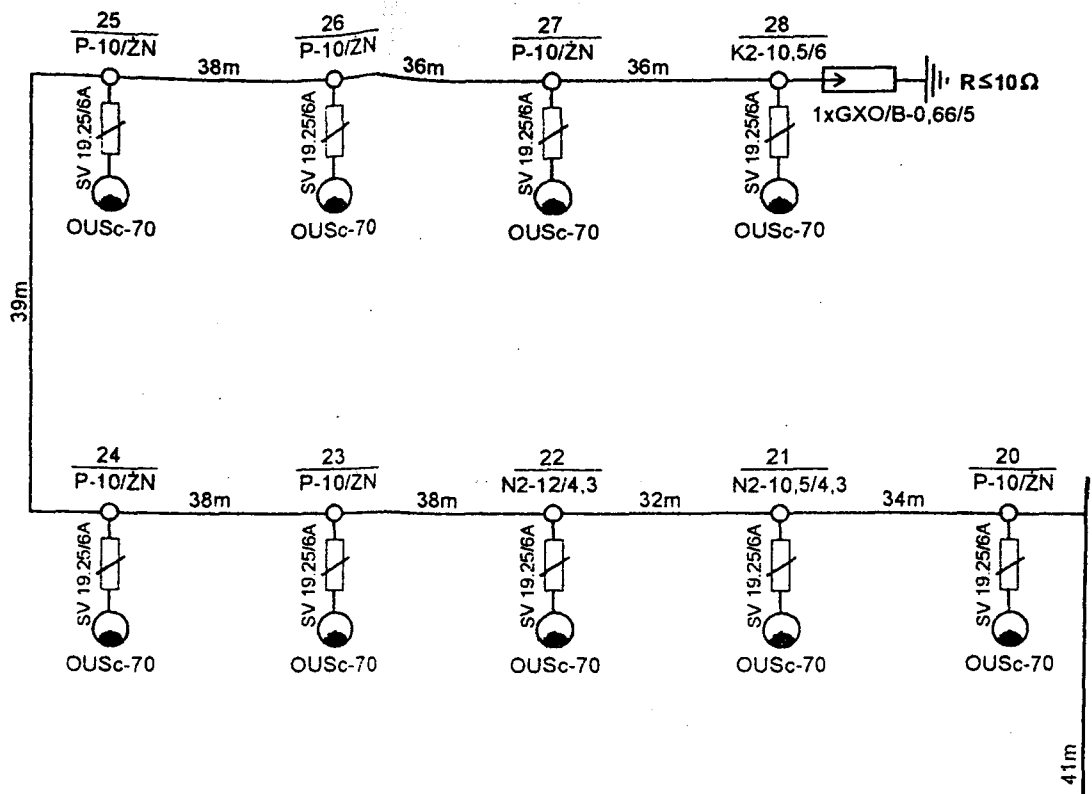 25
P-10/ŻN
26
P-10/ŻN
27
P-10/ŻN
28
K2-10,5/6
38m
36m
36m
R≤10Ω
1xGXO/B-0,66/5
SV 19.25/6A
SV 19.25/6A
SV 19.25/6A
SV 19.25/6A
OUSc-70
OUSc-70
OUSc-70
OUSc-70
39m
24
P-10/ŻN
23
P-10/ŻN
22
N2-12/4,3
21
N2-10,5/4,3
20
P-10/ŻN
38m
38m
32m
34m
SV 19.25/6A
SV 19.25/6A
SV 19.25/6A
SV 19.25/6A
SV 19.25/6A
OUSc-70
OUSc-70
OUSc-70
OUSc-70
OUSc-70
41m